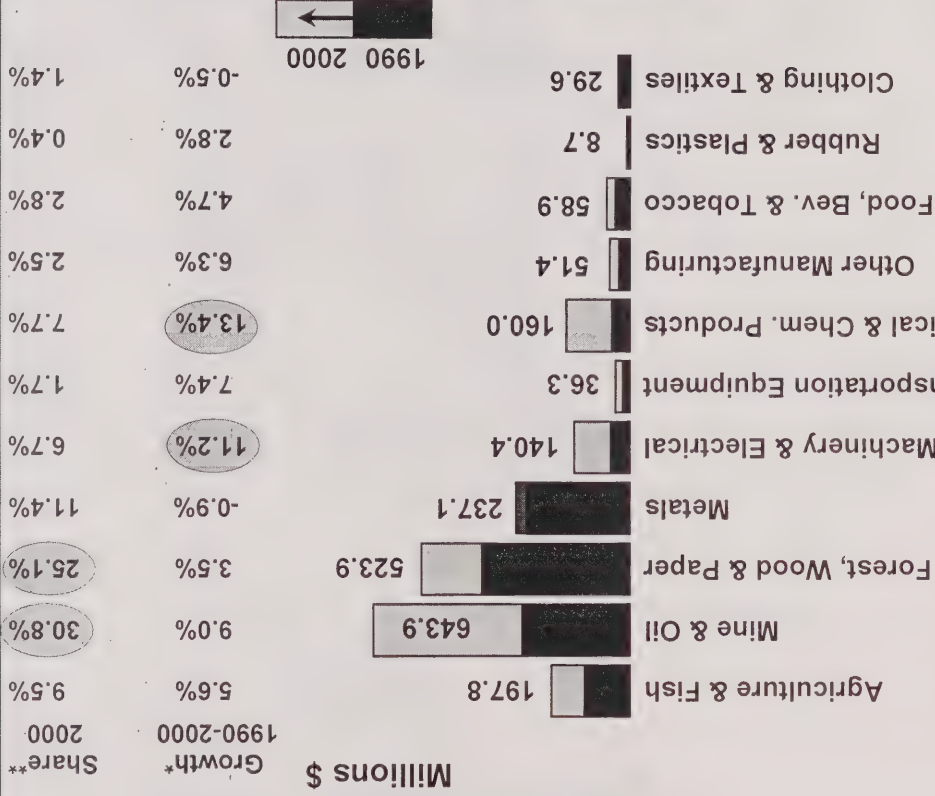 Millions $
Growth* Share**
1990-2000 2000
Agriculture & Fish 197.8 5.6% 9.5%
Mine & Oil 643.9 9.0% 30.8%
Forest, Wood & Paper 523.9 3.5% 25.1%
Metals 237.1 -0.9% 11.4%
Machinery & Electrical 140.4 11.2% 6.7%
nsportation Equipment 36.3 7.4% 1.7%
ical & Chem. Products 160.0 13.4% 7.7%
Other Manufacturing 51.4 6.3% 2.5%
Food, Bev. & Tobacco 58.9 4.7% 2.8%
Rubber & Plastics 8.7 2.8% 0.4%
Clothing & Textiles 29.6 -0.5% 1.4%
1990 2000